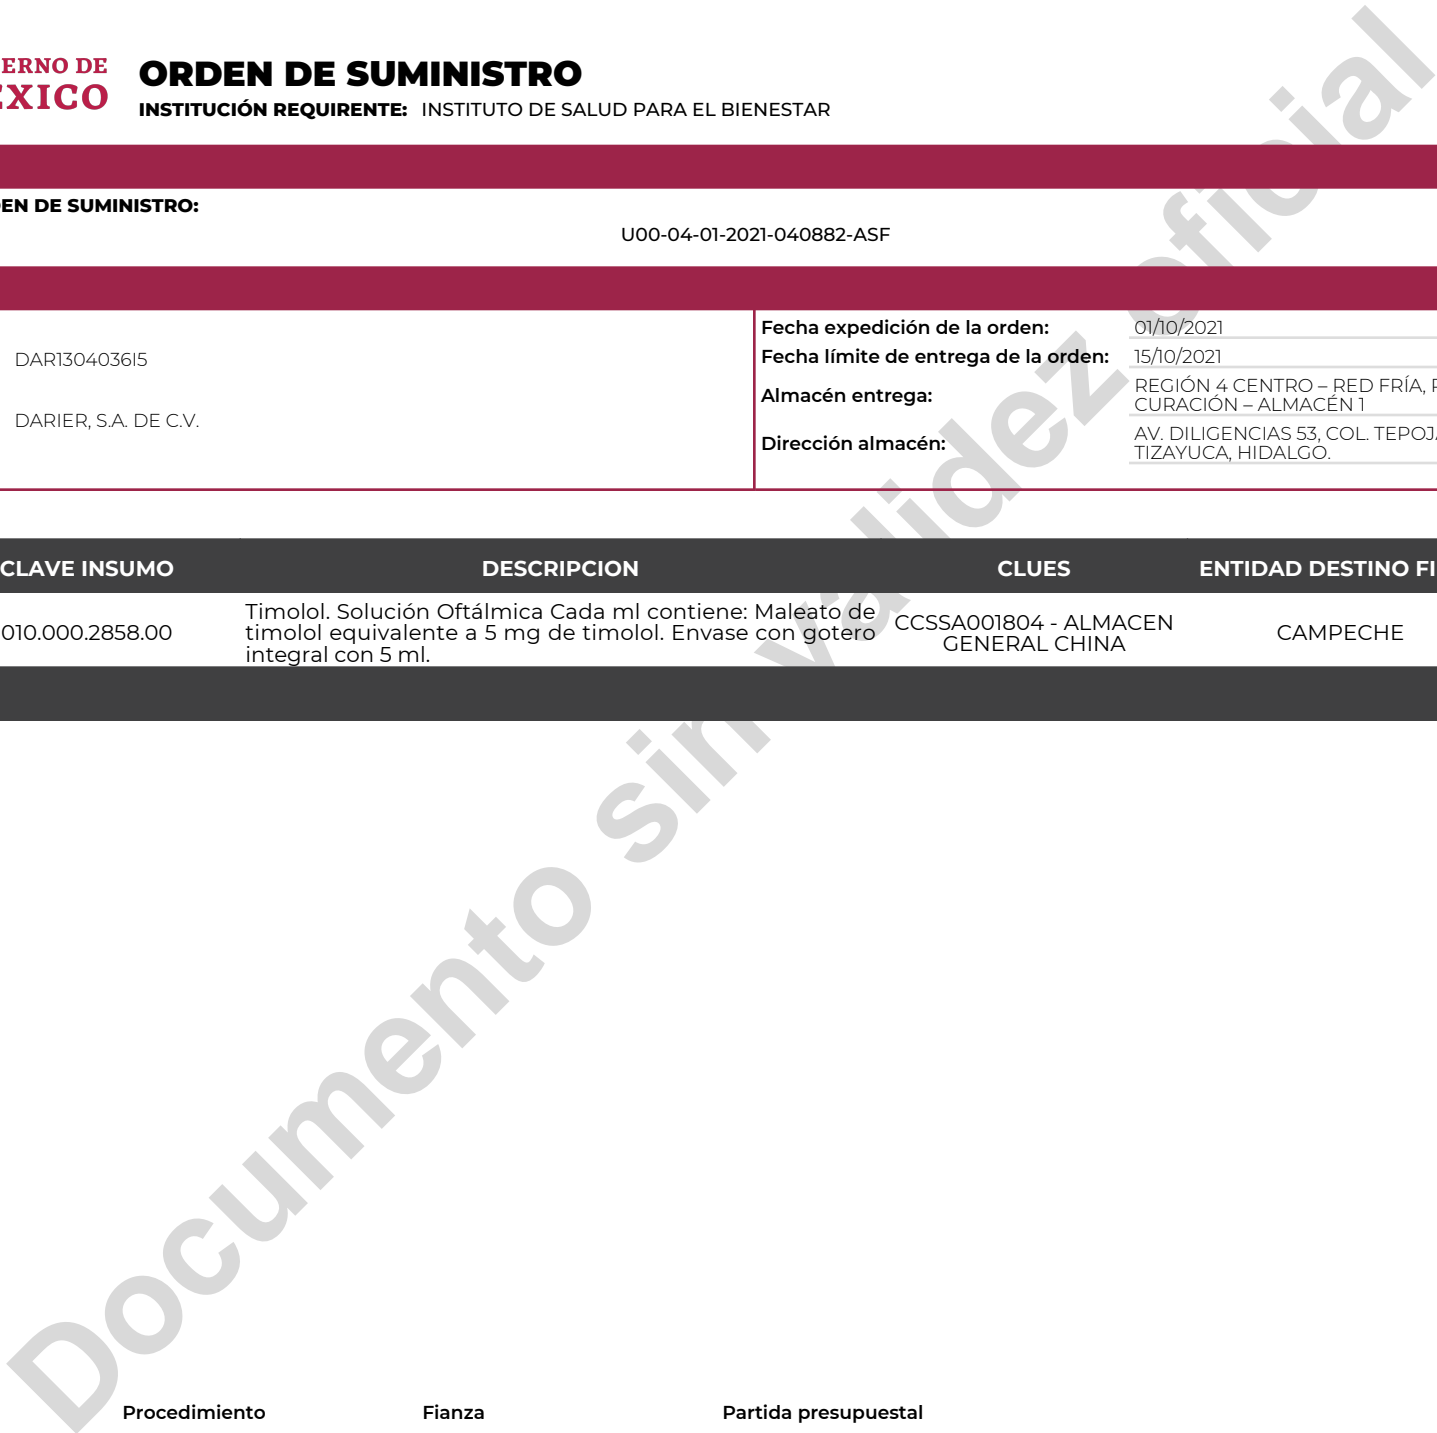 ERNO DE
ÉXICO
ORDEN DE SUMINISTRO
INSTITUCIÓN REQUIRENTE: INSTITUTO DE SALUD PARA EL BIENESTAR
EN DE SUMINISTRO:
U00-04-01-2021-040882-ASF
DAR1304036I5
DARIER, S.A. DE C.V.
Fecha expedición de la orden: 01/10/2021
Fecha límite de entrega de la orden: 15/10/2021
Almacén entrega: REGIÓN 4 CENTRO – RED FRÍA,
CURACIÓN – ALMACÉN 1
Dirección almacén: AV. DILIGENCIAS 53, COL. TEPOJ
TIZAYUCA, HIDALGO.
CLAVE INSUMO DESCRIPCION CLUES ENTIDAD DESTINO FI
010.000.2858.00
Timolol. Solución Oftálmica Cada ml contiene: Maleato de
timolol equivalente a 5 mg de timolol. Envase con gotero
integral con 5 ml.
CCSSA001804 - ALMACEN
GENERAL CHINA
CAMPECHE
Documento sin validez oficial
Procedimiento Fianza Partida presupuestal